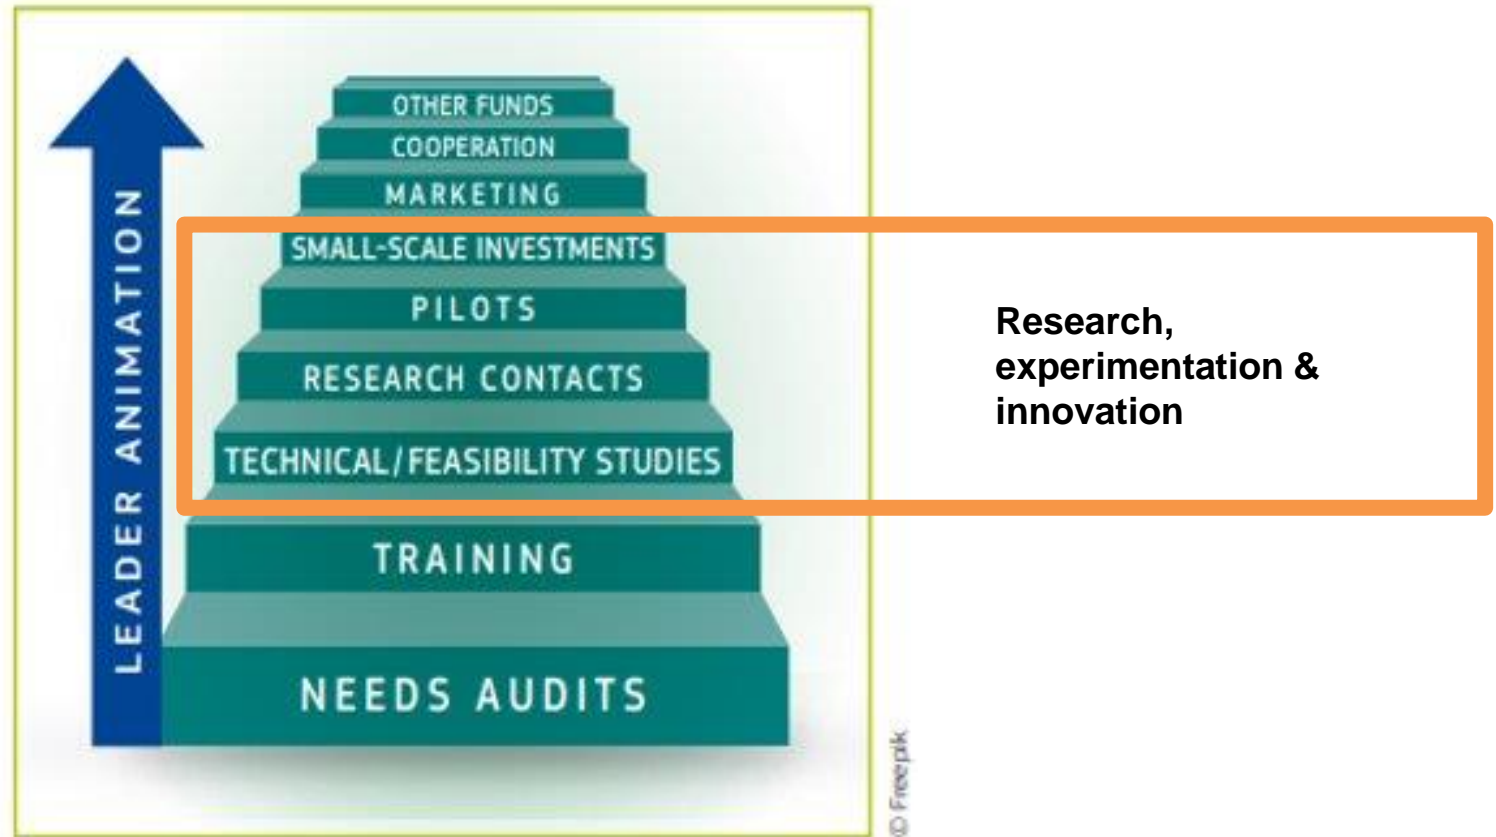 OTHER FUNDS
COOPERATION
MARKETING
SMALL-SCALE INVESTMENTS
PILOTS
RESEARCH CONTACTS
TECHNICAL/FEASIBILITY STUDIES
TRAINING
NEEDS AUDITS
LEADER ANIMATION
Research,
experimentation &
innovation
© Freepik